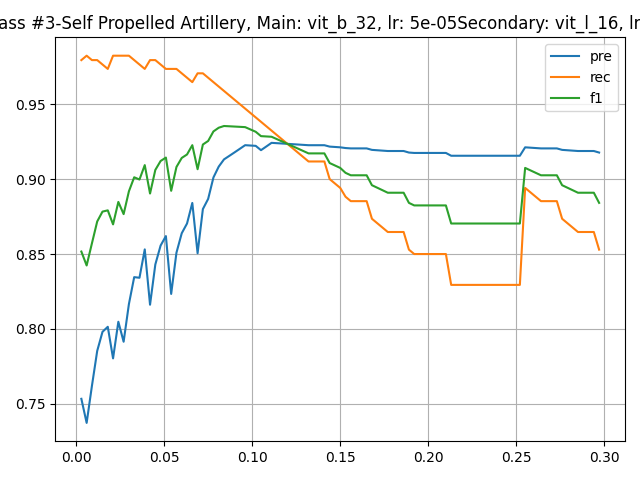 ass #3-Self Propelled Artillery, Main: vit_b_32, lr: 5e-05Secondary: vit_l_16, lr
pre
rec
f1
0.95
0.90
0.85
0.80
0.75
0.00 0.05 0.10 0.15 0.20 0.25 0.30